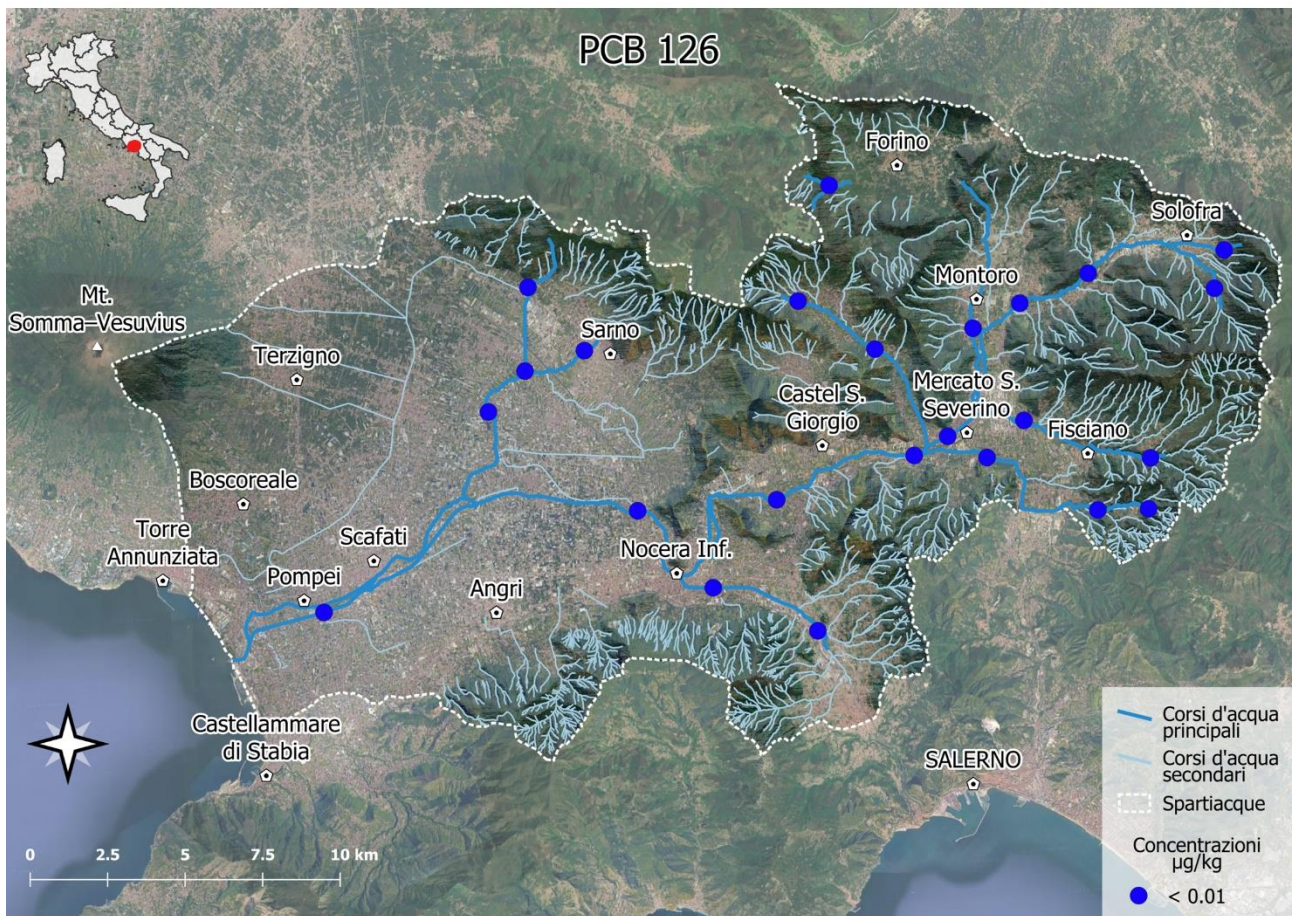 PCB 126
Forino
Solofra
Montoro
Mt.
Somma–Vesuvius
Sarno
Terzigno
Castel S.
Giorgio
Mercato S.
Severino
Fisciano
Boscoreale
Torre
Annunziata
Scafati
Nocera Inf.
Pompei
Angri
Castellammare
di Stabia
SALERNO
0 2.5 5 7.5 10 km
Corsi d'acqua
principali
Corsi d'acqua
secondari
Spartiacque
Concentrazioni
µg/kg
< 0.01